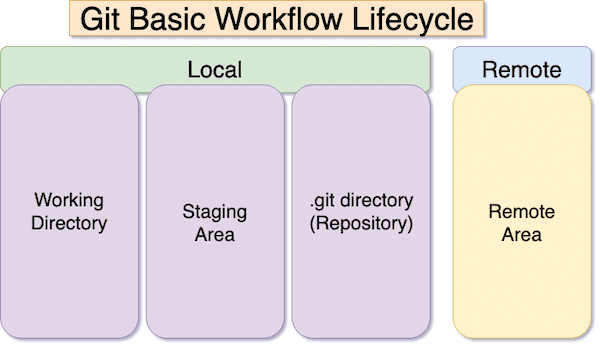 Git Basic Workflow Lifecycle
Local
Remote
Working
Directory
Staging
Area
.git directory
(Repository)
Remote
Area